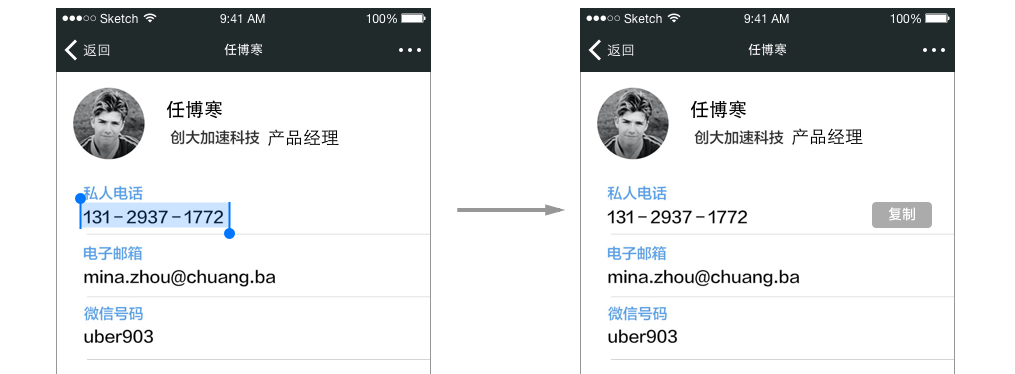 Sketch 9:41 AM 100%
返回 任博寒
任博寒
创大加速科技 产品经理
私人电话
131-2937-1772
电子邮箱
mina.zhou@chuang.ba
微信号码
uber903
Sketch 9:41 AM 100%
返回 任博寒
任博寒
创大加速科技 产品经理
私人电话
131-2937-1772 复制
电子邮箱
mina.zhou@chuang.ba
微信号码
uber903